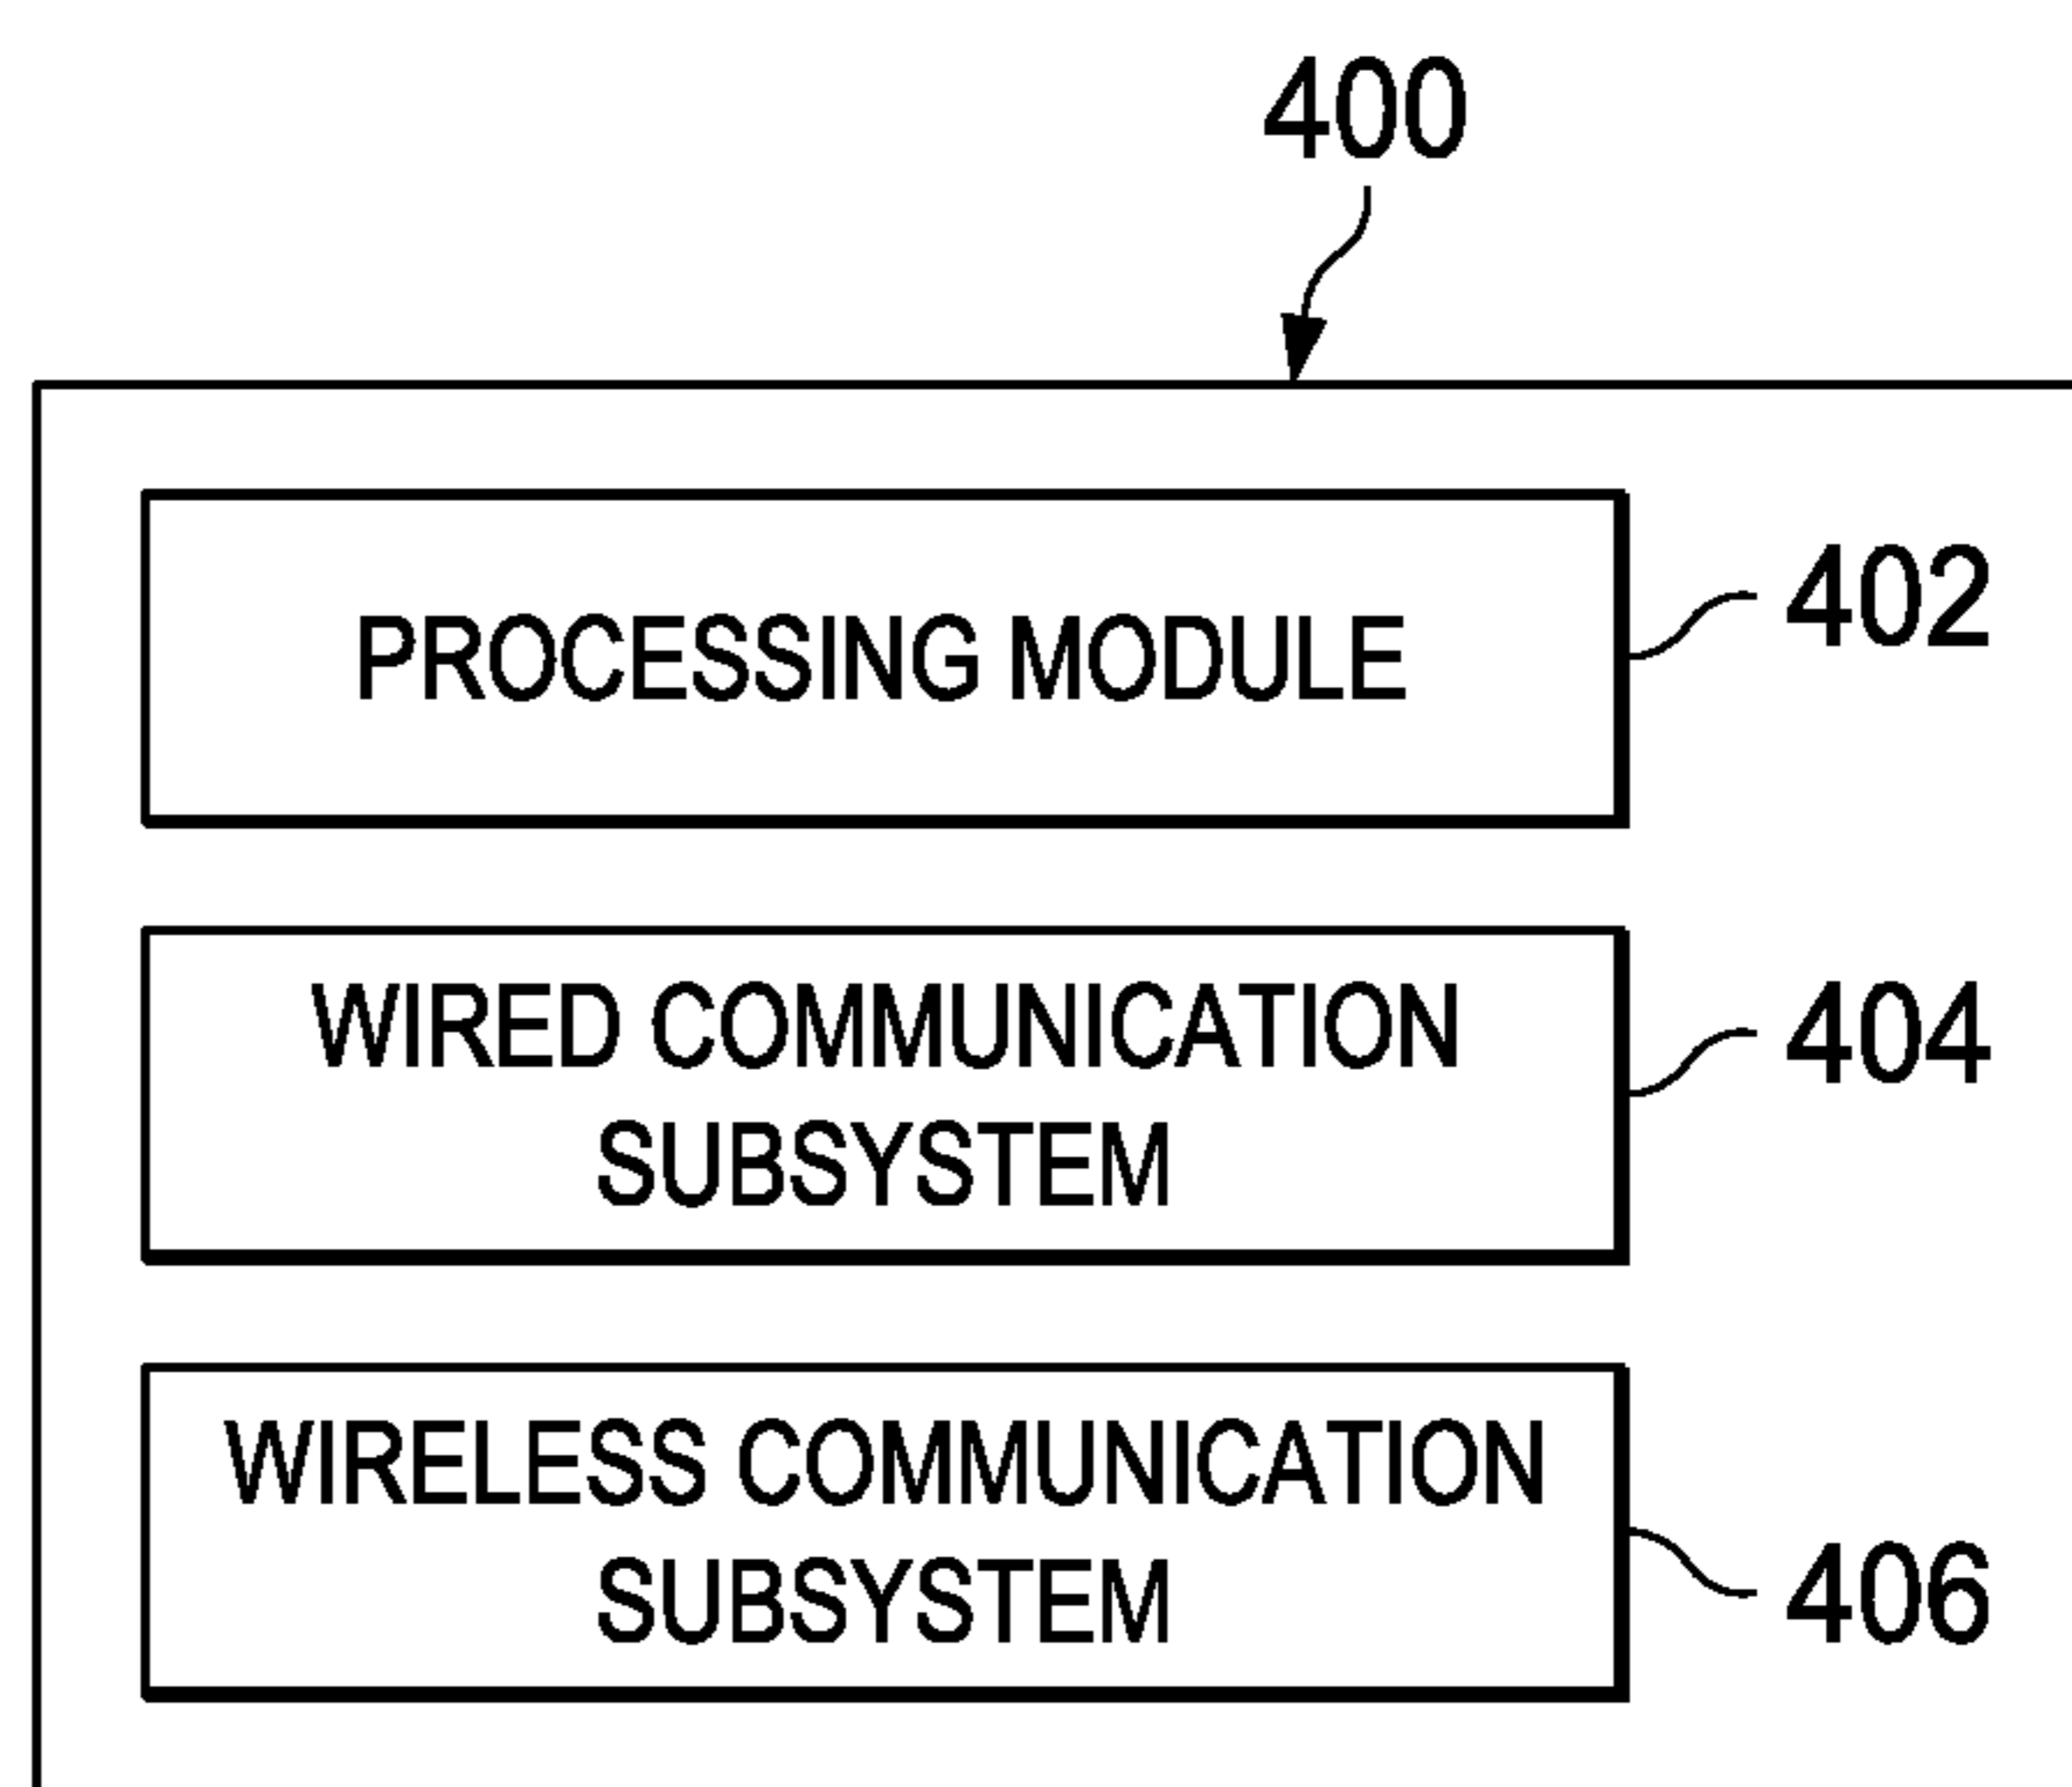 400
PROCESSING MODULE
402
WIRED COMMUNICATION
SUBSYSTEM
404
WIRELESS COMMUNICATION
SUBSYSTEM
406